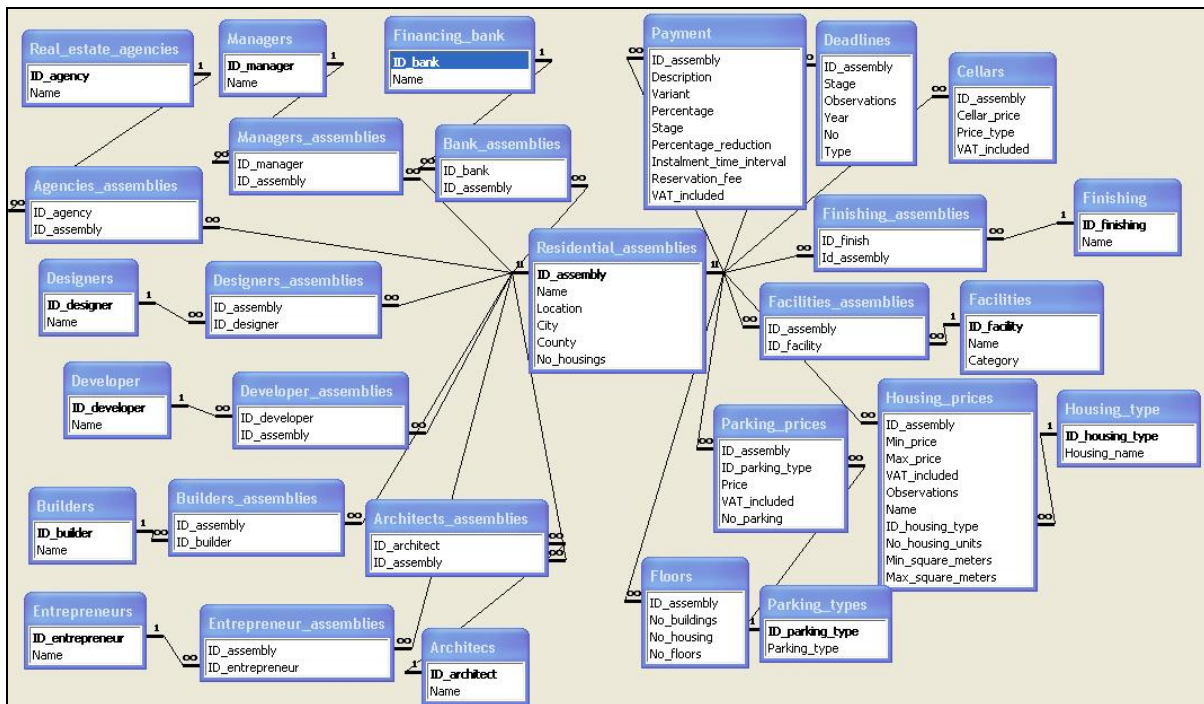 Real_estate_agencies
ID_agency
Name
Managers
ID_manager
Name
Financing_bank
ID_bank
Name
Payment
ID_assembly
Description
Variant
Percentage
Stage
Percentage_reduction
Instalment_time_interval
Reservation_fee
VAT_included
Deadlines
ID_assembly
Stage
Observations
Year
No
Type
Cellars
ID_assembly
Cellar_price
Price_type
VAT_included
Managers_assemblies
ID_manager
ID_assembly
Bank_assemblies
ID_bank
ID_assembly
Agencies_assemblies
ID_agency
ID_assembly
Finishing_assemblies
ID_finish
Id_assembly
Finishing
ID_finishing
Name
Residential_assemblies
ID_assembly
Name
Location
City
County
No_housings
Designers
ID_designer
Name
Designers_assemblies
ID_assembly
ID_designer
Facilities_assemblies
ID_assembly
ID_facility
Facilities
ID_facility
Name
Category
Developer
ID_developer
Name
Developer_assemblies
ID_developer
ID_assembly
Parking_prices
ID_assembly
ID_parking_type
Price
VAT_included
No_parking
Housing_prices
ID_assembly
Min_price
Max_price
VAT_included
Observations
Name
ID_housing_type
No_housing_units
Min_square_meters
Max_square_meters
Housing_type
ID_housing_type
Housing_name
Builders
ID_builder
Name
Builders_assemblies
ID_assembly
ID_builder
Architects_assemblies
ID_architect
ID_assembly
Floors
ID_assembly
No_buildings
No_housing
No_floors
Parking_types
ID_parking_type
Parking_type
Entrepreneurs
ID_entrepreneur
Name
Entrepreneur_assemblies
ID_assembly
ID_entrepreneur
Architecs
ID_architect
Name